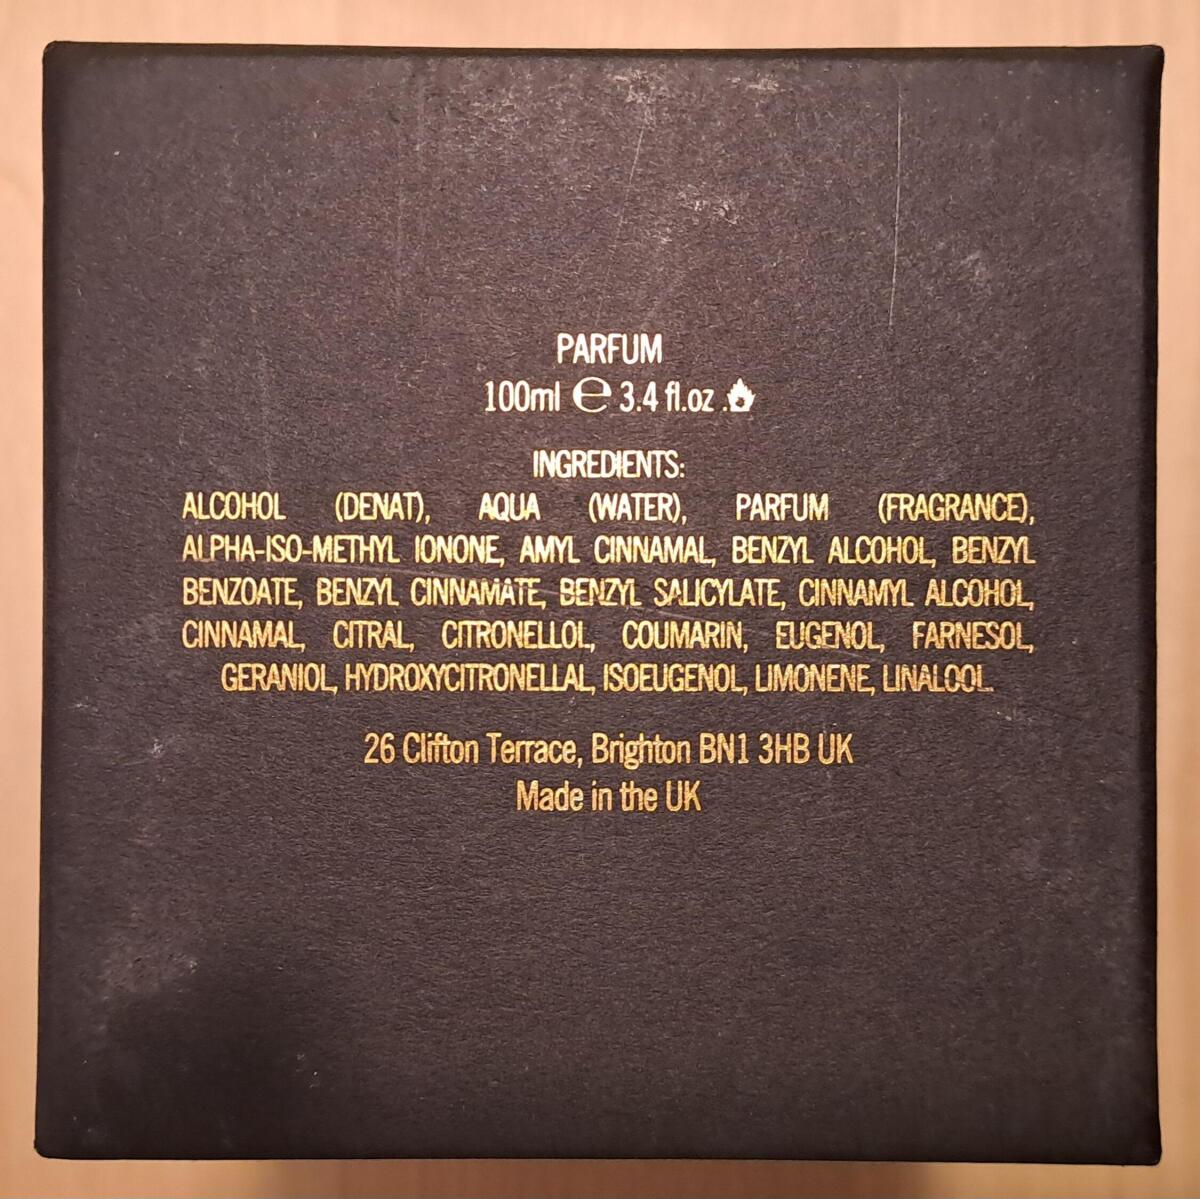 PARFUM
100ml ℮ 3.4 fl.oz .
INGREDIENTS:
ALCOHOL (DENAT), AQUA (WATER), PARFUM (FRAGRANCE),
ALPHA-ISO-METHYL IONONE, AMYL CINNAMAL, BENZYL ALCOHOL, BENZYL
BENZOATE, BENZYL CINNAMATE, BENZYL SALICYLATE, CINNAMYL ALCOHOL,
CINNAMAL, CITRAL, CITRONELLOL, COUMARIN, EUGENOL, FARNESOL,
GERANIOL, HYDROXYCITRONELLAL, ISOEUGENOL, LIMONENE, LINALOOL.
26 Clifton Terrace, Brighton BN1 3HB UK
Made in the UK